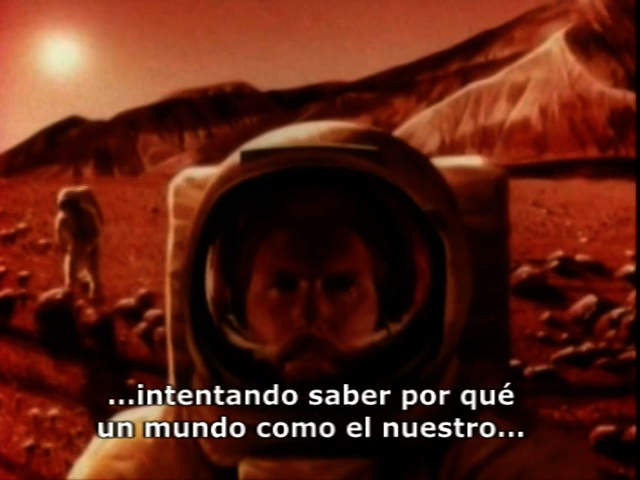 ...intentando saber por qué
un mundo como el nuestro...